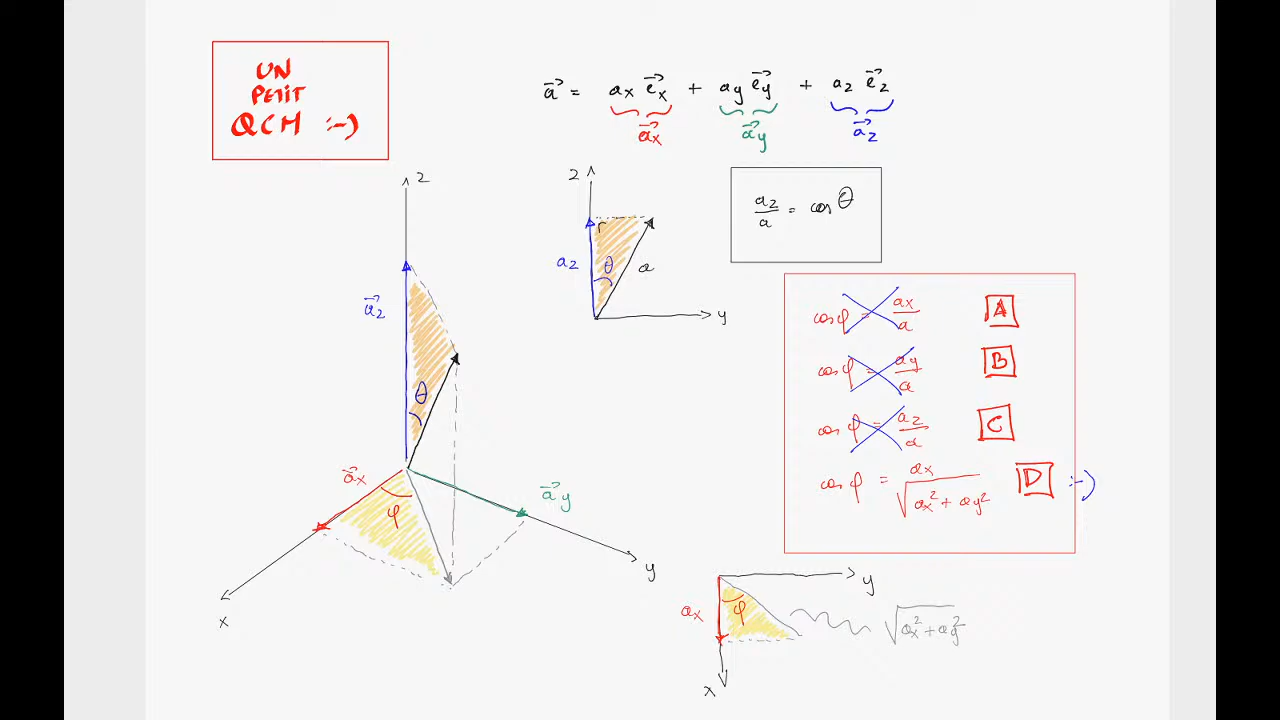 UN
PETIT
QCM :-)
a⃗ = ax e⃗x + ay e⃗y + az e⃗z
a⃗x a⃗y a⃗z
z
a⃗z
θ
a⃗x
φ
a⃗y
x
y
z
az
θ
a
y
az/a = cos θ
cos φ = ax/a A
cos φ = ay/a B
cos φ = az/a C
cos φ = ax/√(ax² + ay²) D :-)
y
ax
φ
√(ax² + ay²)
x